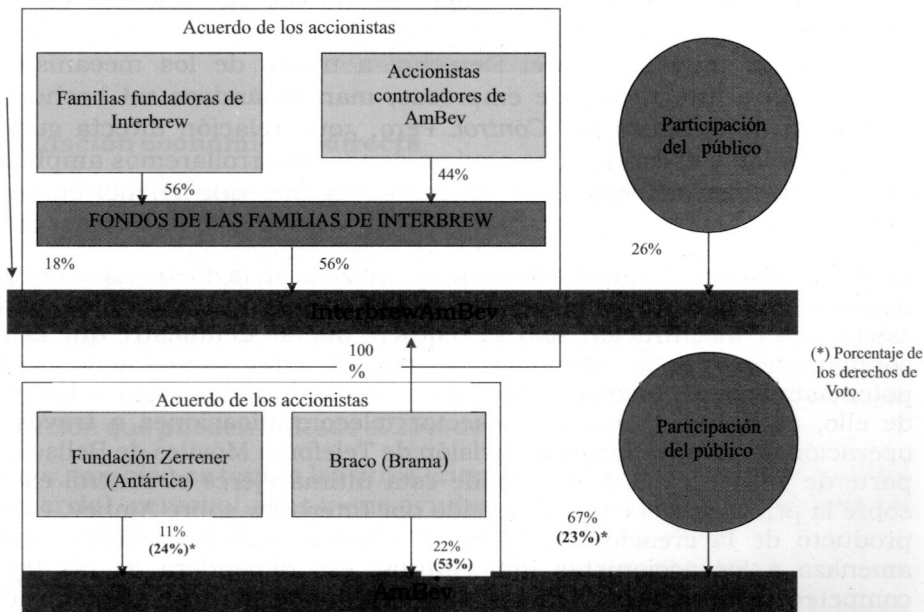 Acuerdo de los accionistas
Familias fundadoras de
Interbrew
Accionistas
controladores de
AmBev
Participación
del público
56%
44%
FONDOS DE LAS FAMILIAS DE INTERBREW
18%
56%
26%
InterbrewAmBev
100
%
(*) Porcentaje de
los derechos de
Voto.
Acuerdo de los accionistas
Fundación Zerrener
(Antártica)
Braco (Brama)
Participación
del público
11%
(24%)*
22%
(53%)
67%
(23%)*
AmBev